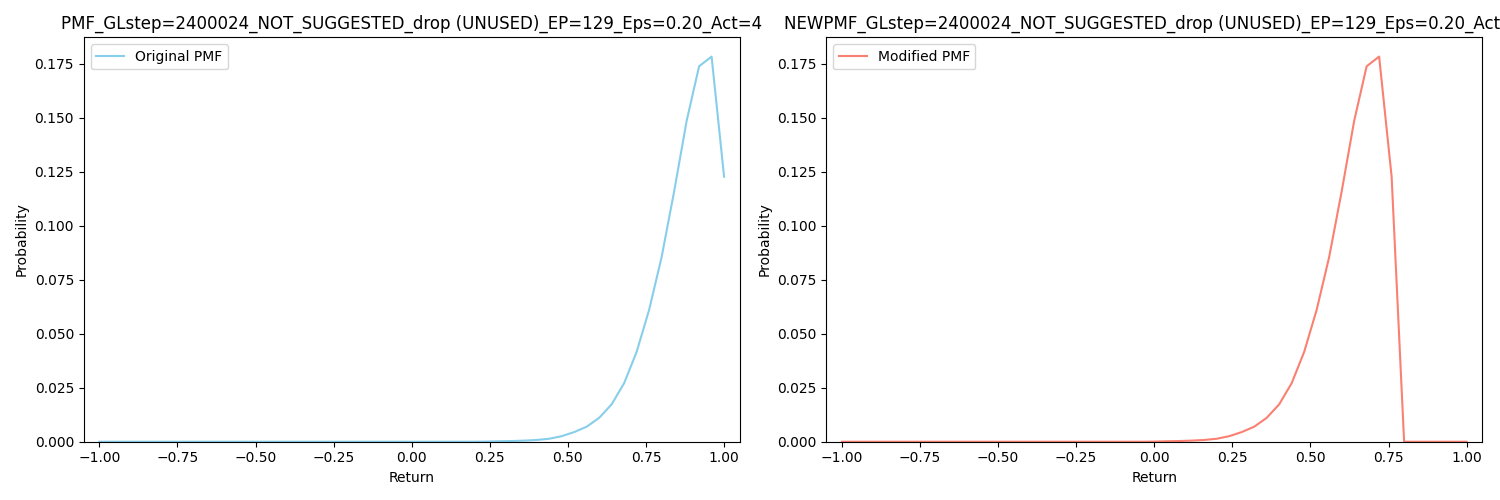 PMF_GLstep=2400024_NOT_SUGGESTED_drop (UNUSED)_EP=129_Eps=0.20_Act=4
Original PMF
Probability
0.175
0.150
0.125
0.100
0.075
0.050
0.025
0.000
−1.00 −0.75 −0.50 −0.25 0.00 0.25 0.50 0.75 1.00
Return
NEWPMF_GLstep=2400024_NOT_SUGGESTED_drop (UNUSED)_EP=129_Eps=0.20_Act
Modified PMF
Probability
0.175
0.150
0.125
0.100
0.075
0.050
0.025
0.000
−1.00 −0.75 −0.50 −0.25 0.00 0.25 0.50 0.75 1.00
Return